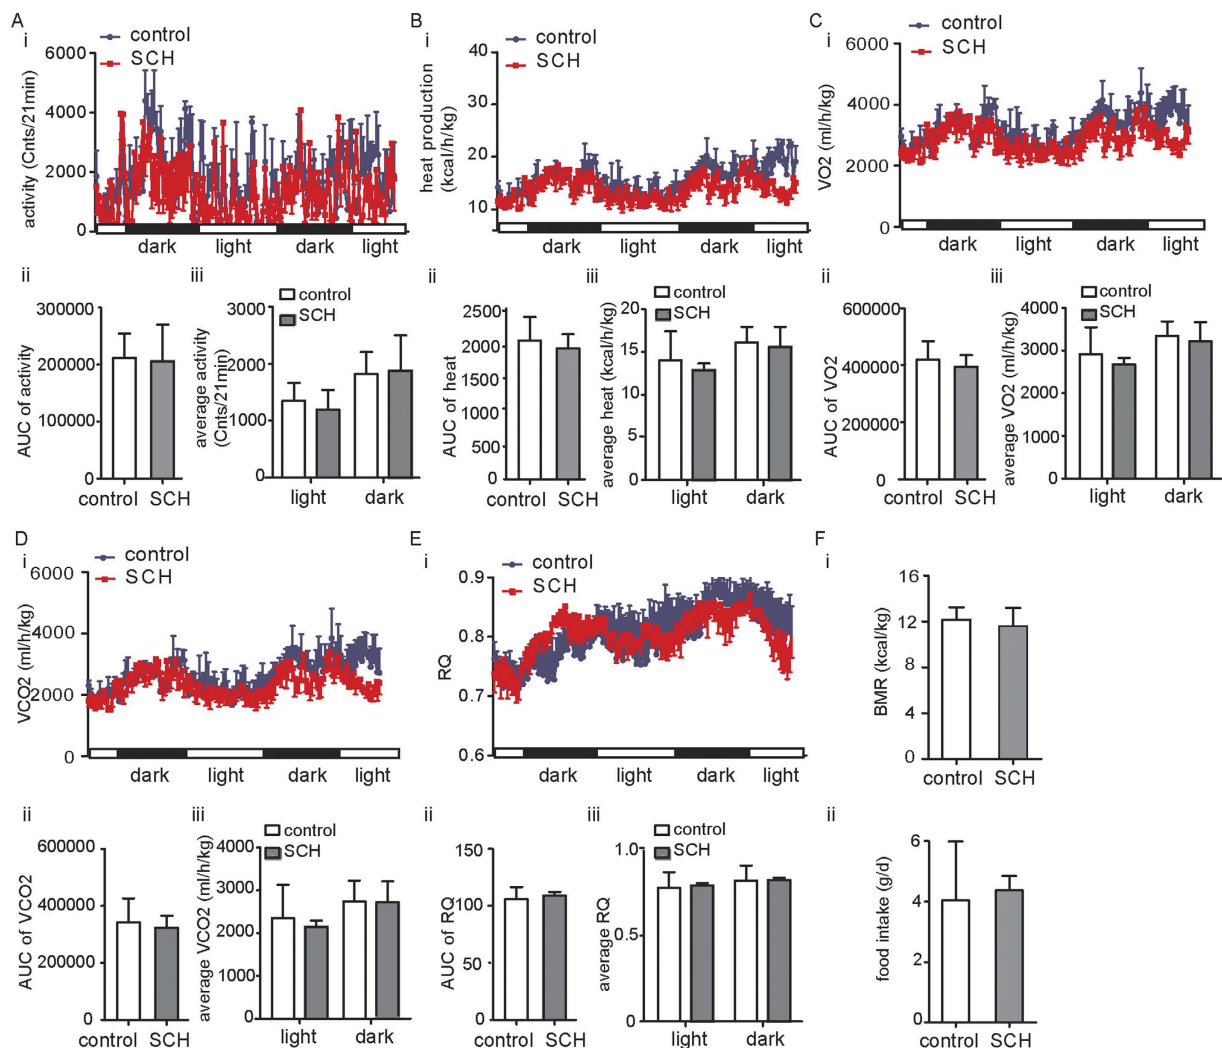 A
i
control
SCH
activity (Cnts/21min)
6000
4000
2000
0
dark
light
dark
light
ii
AUC of activity
300000
200000
100000
0
control
SCH
iii
average activity
(Cnts/21min)
3000
2000
1000
0
control
SCH
light
dark
B
i
control
SCH
heat production
(kcal/h/kg)
40
30
20
10
dark
light
dark
light
ii
AUC of heat
2500
2000
1500
2000
500
0
control
SCH
iii
average heat (kcal/h/kg)
20
15
10
5
0
control
SCH
light
dark
C
i
control
SCH
VO2 (ml/h/kg)
6000
4000
2000
0
dark
light
dark
light
ii
AUC of VO2
600000
400000
200000
0
control
SCH
iii
average VO2 (ml/h/kg)
4000
3000
2000
1000
0
control
SCH
light
dark
D
i
control
SCH
VCO2 (ml/h/kg)
6000
4000
2000
0
dark
light
dark
light
ii
AUC of VCO2
600000
400000
200000
0
control
SCH
iii
average VCO2 (ml/h/kg)
4000
3000
2000
1000
0
control
SCH
light
dark
E
i
control
SCH
RQ
0.9
0.8
0.7
0.6
dark
light
dark
light
ii
AUC of RQ
150
100
50
0
control
SCH
iii
average RQ
1.0
0.5
0
control
SCH
light
dark
F
i
BMR (kcal/kg)
16
12
8
4
0
control
SCH
ii
food intake (g/d)
6
4
2
0
control
SCH